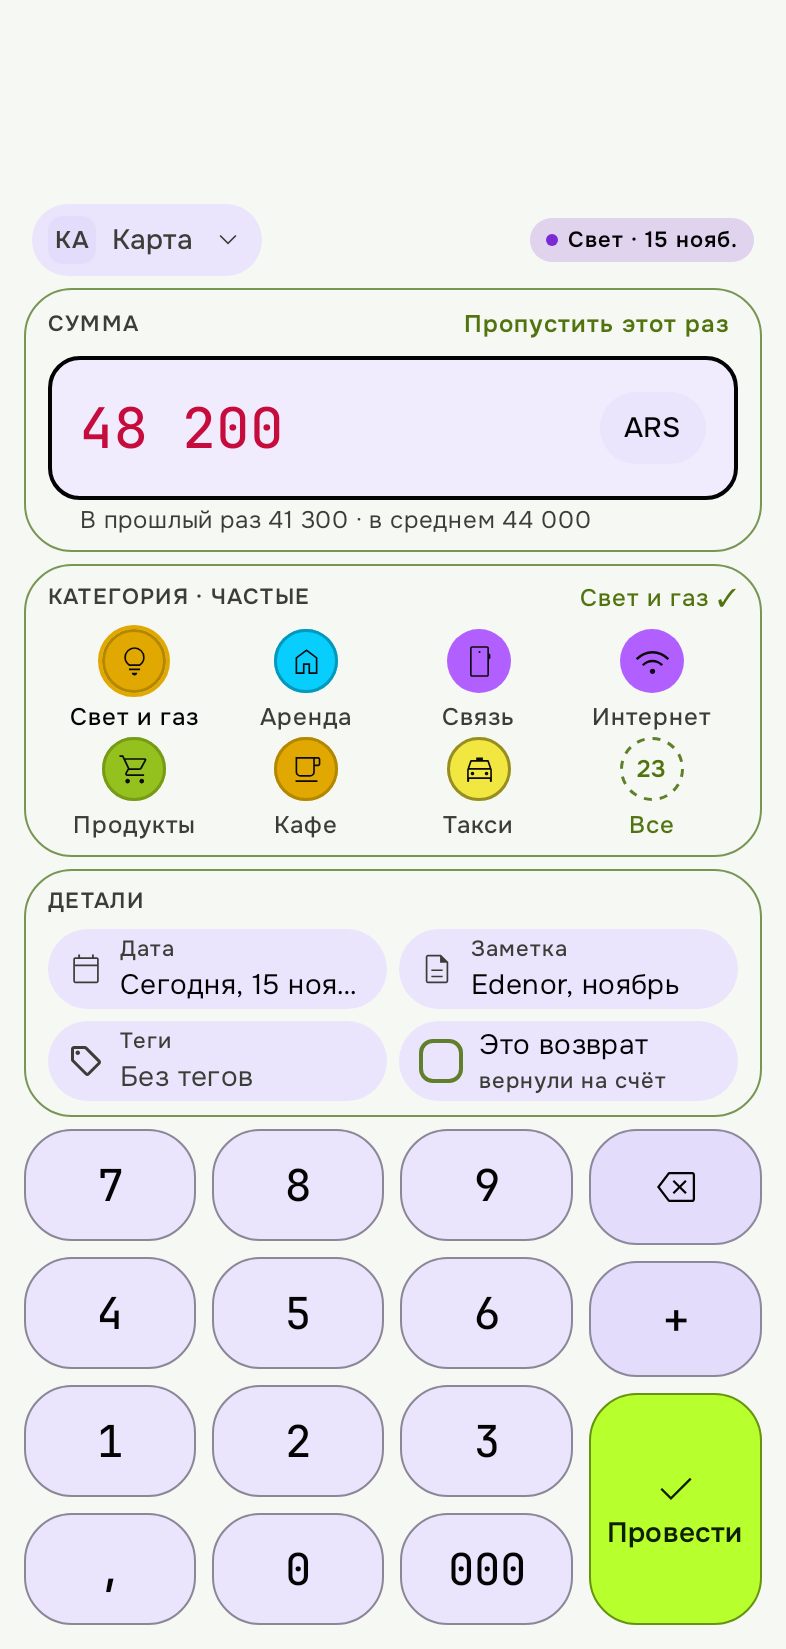 КА Карта
Свет · 15 нояб.
СУММА
Пропустить этот раз
48 200
ARS
В прошлый раз 41 300 · в среднем 44 000
КАТЕГОРИЯ · ЧАСТЫЕ
Свет и газ ✓
Свет и газ
Аренда
Связь
Интернет
23
Продукты
Кафе
Такси
Все
ДЕТАЛИ
Дата
Сегодня, 15 ноя…
Заметка
Edenor, ноябрь
Теги
Без тегов
Это возврат
вернули на счёт
7 8 9
4 5 6 +
1 2 3
Провести
, 0 000